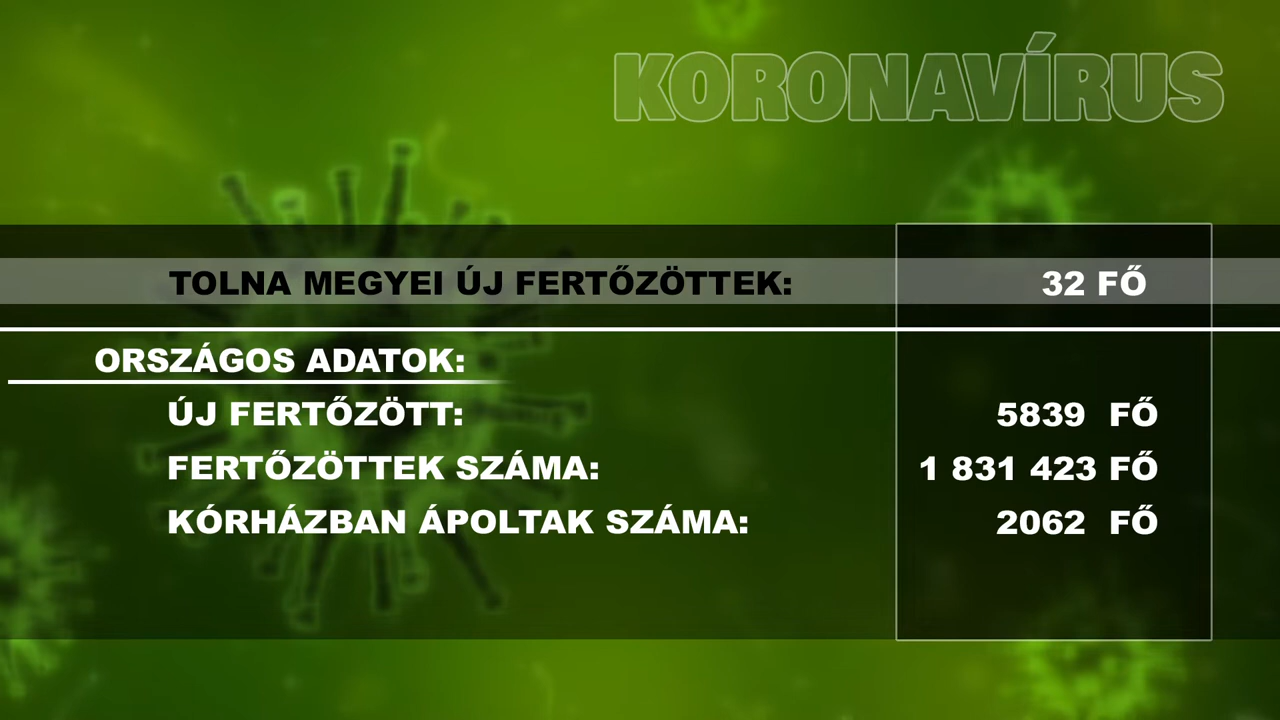 KORONAVÍRUS
TOLNA MEGYEI ÚJ FERTŐZÖTTEK: 32 FŐ
ORSZÁGOS ADATOK:
ÚJ FERTŐZÖTT: 5839 FŐ
FERTŐZÖTTEK SZÁMA: 1 831 423 FŐ
KÓRHÁZBAN ÁPOLTAK SZÁMA: 2062 FŐ